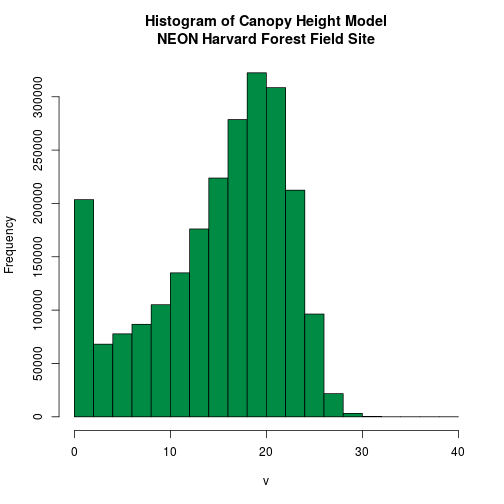 Histogram of Canopy Height Model
NEON Harvard Forest Field Site
Frequency
300000
250000
200000
150000
100000
50000
0
0 10 20 30 40
v